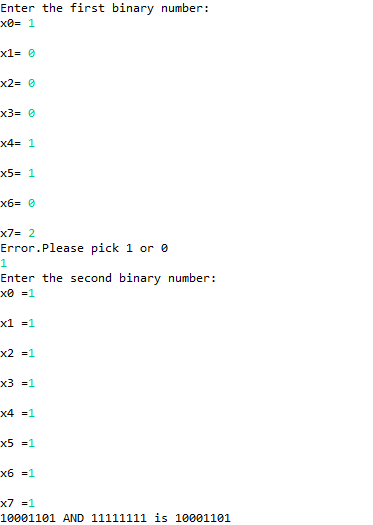 Enter the first binary number:
x0= 1
x1= 0
x2= 0
x3= 0
x4= 1
x5= 1
x6= 0
x7= 2
Error.Please pick 1 or 0
1
Enter the second binary number:
x0 =1
x1 =1
x2 =1
x3 =1
x4 =1
x5 =1
x6 =1
x7 =1
10001101 AND 11111111 is 10001101